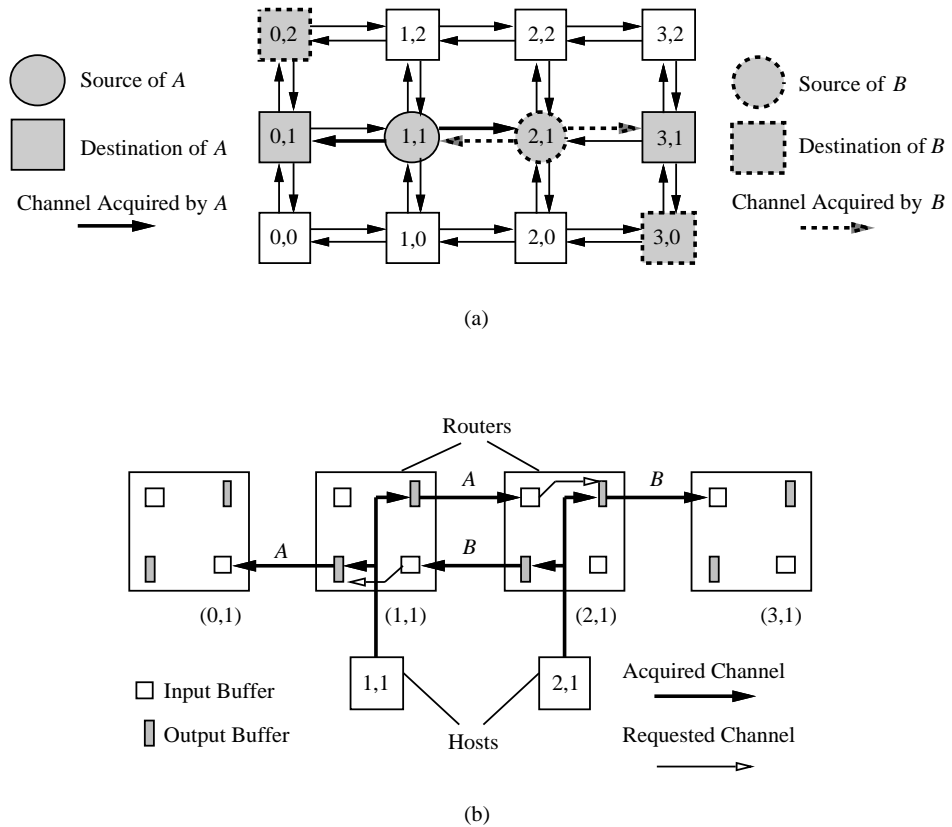 0,2 1,2 2,2 3,2
Source of A
Source of B
0,1 1,1 2,1 3,1
Destination of A
Destination of B
Channel Acquired by A
Channel Acquired by B
0,0 1,0 2,0 3,0
(a)
Routers
A B
A B
(0,1) (1,1) (2,1) (3,1)
1,1 2,1
Input Buffer
Acquired Channel
Output Buffer
Hosts
Requested Channel
(b)